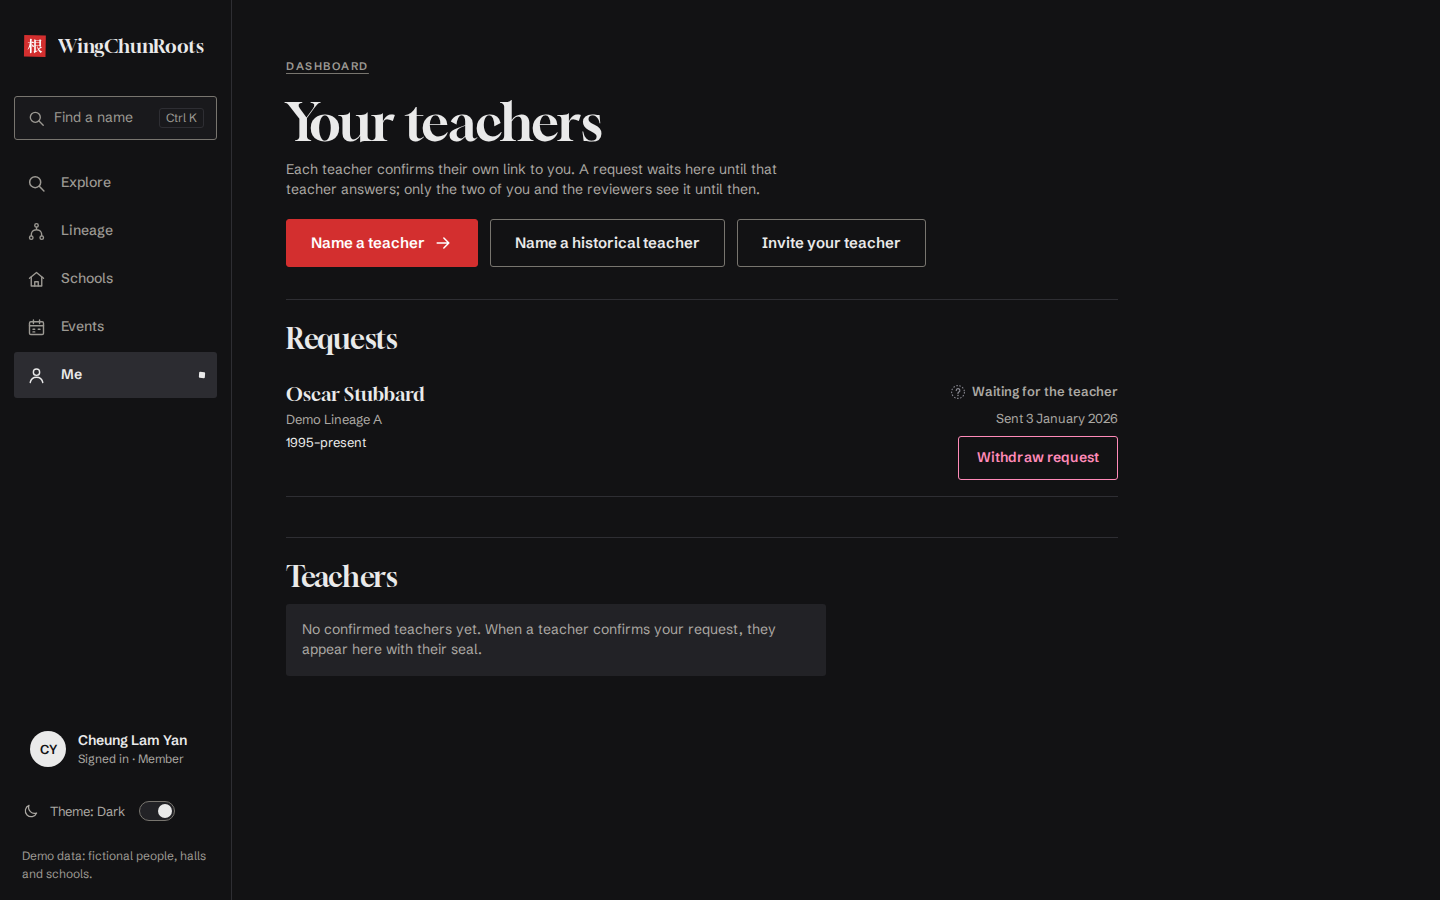 根 WingChunRoots
Find a name Ctrl K
Explore
Lineage
Schools
Events
Me
Cheung Lam Yan
CY
Signed in · Member
Theme: Dark
Demo data: fictional people, halls
and schools.
DASHBOARD
Your teachers
Each teacher confirms their own link to you. A request waits here until that
teacher answers; only the two of you and the reviewers see it until then.
Name a teacher →
Name a historical teacher
Invite your teacher
Requests
Oscar Stubbard
Demo Lineage A
1995–present
? Waiting for the teacher
Sent 3 January 2026
Withdraw request
Teachers
No confirmed teachers yet. When a teacher confirms your request, they
appear here with their seal.